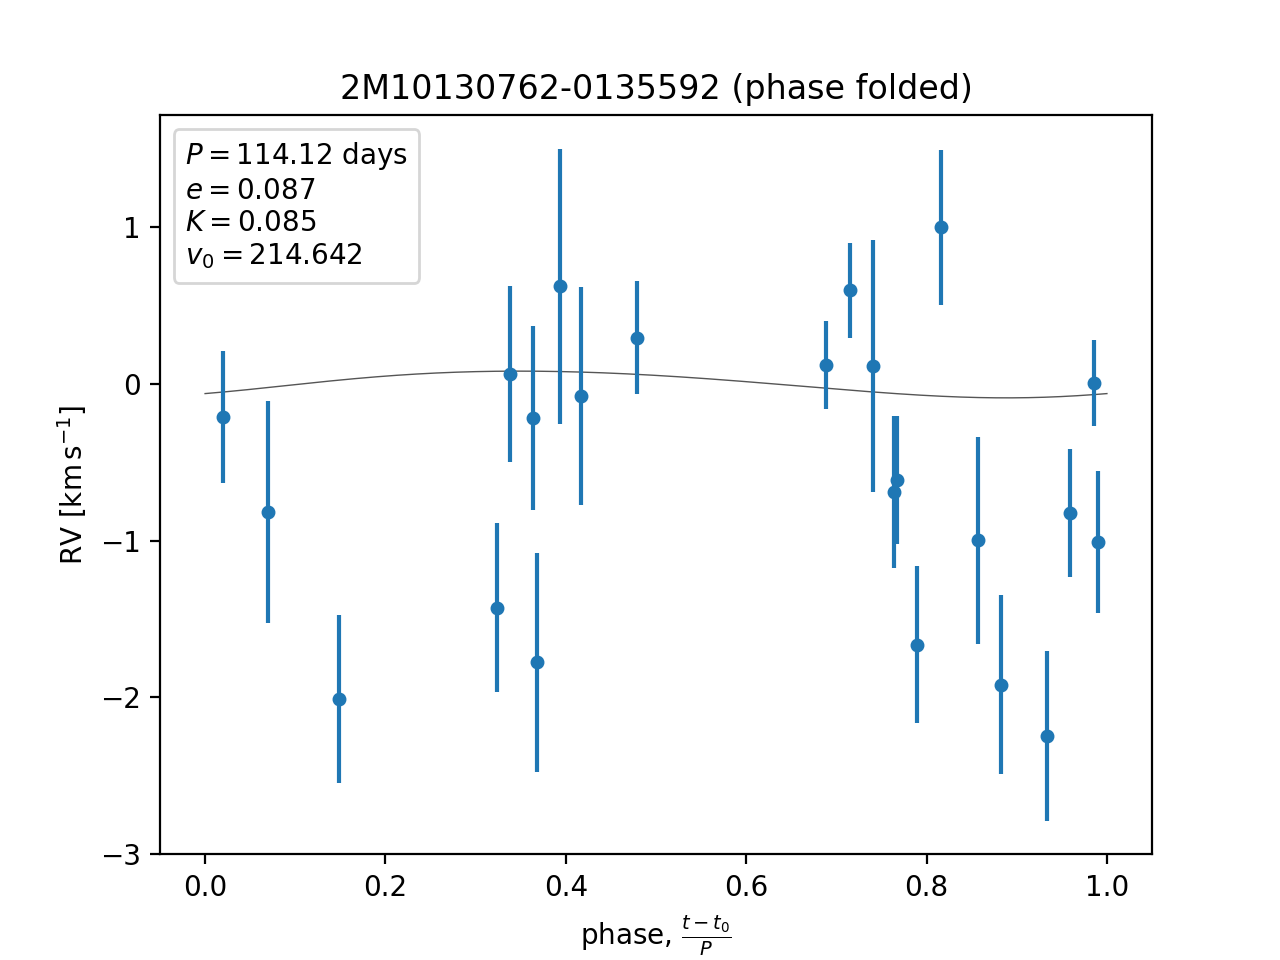 2M10130762-0135592 (phase folded)
P = 114.12 days
e = 0.087
K = 0.085
v₀ = 214.642
RV [km s⁻¹]
1
0
−1
−2
−3
0.0 0.2 0.4 0.6 0.8 1.0
phase, (t − t₀)/P